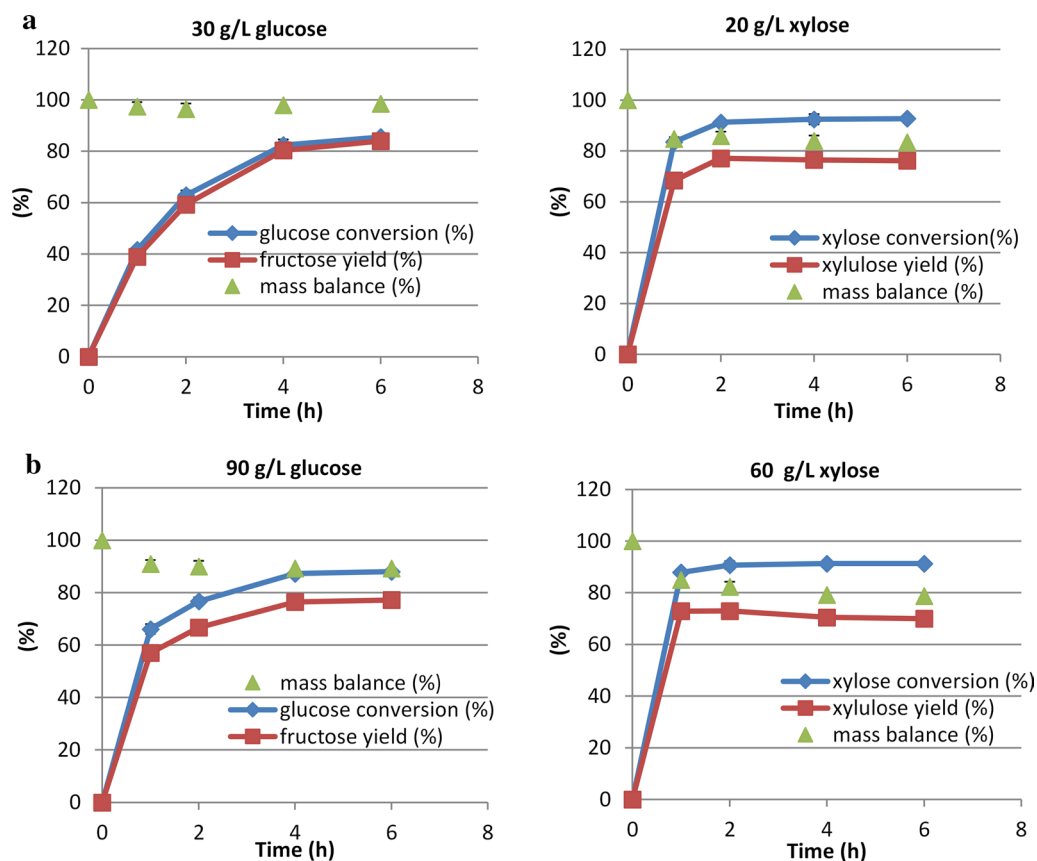 a
30 g/L glucose
120
100
80
60
40
20
0
(%)
glucose conversion (%)
fructose yield (%)
mass balance (%)
0 2 4 6 8
Time (h)
20 g/L xylose
120
100
80
60
40
20
0
(%)
xylose conversion(%)
xylulose yield (%)
mass balance (%)
0 2 4 6 8
Time (h)
b
90 g/L glucose
120
100
80
60
40
20
0
(%)
mass balance (%)
glucose conversion (%)
fructose yield (%)
0 2 4 6 8
Time (h)
60 g/L xylose
120
100
80
60
40
20
0
(%)
xylose conversion (%)
xylulose yield (%)
mass balance (%)
0 2 4 6 8
Time (h)